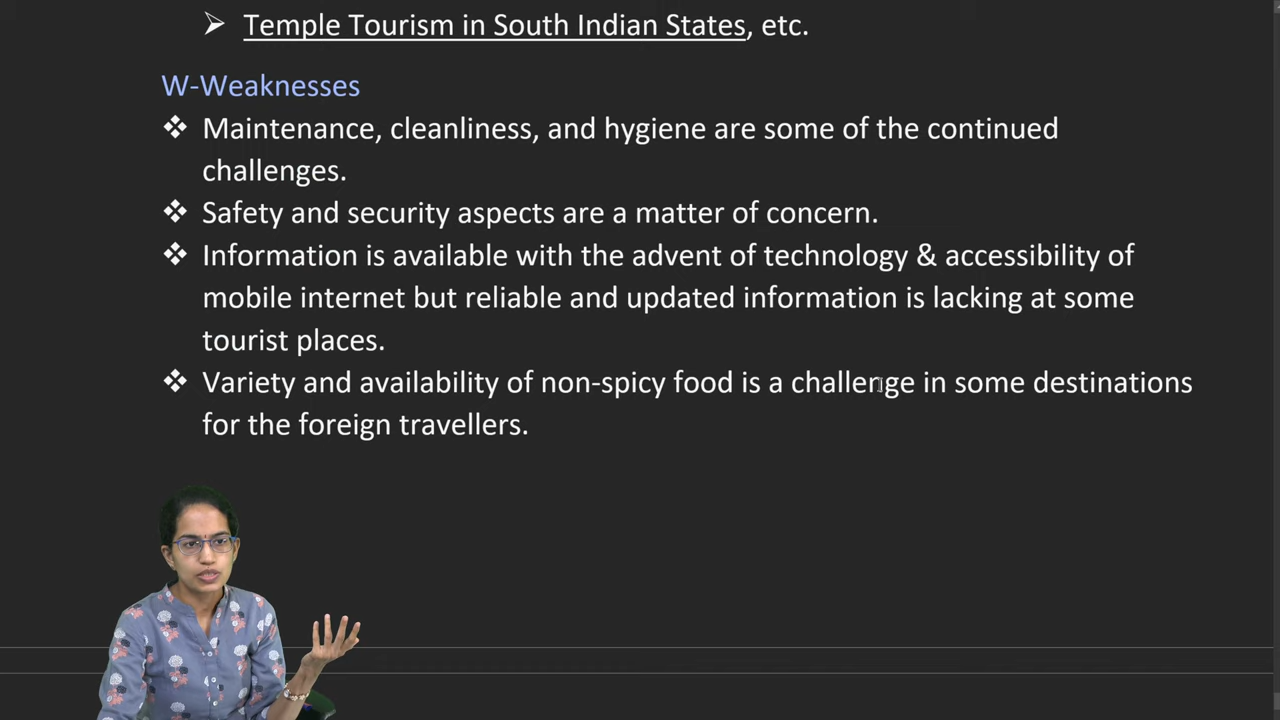 ➢ Temple Tourism in South Indian States, etc.
W-Weaknesses
❖ Maintenance, cleanliness, and hygiene are some of the continued
challenges.
❖ Safety and security aspects are a matter of concern.
❖ Information is available with the advent of technology & accessibility of
mobile internet but reliable and updated information is lacking at some
tourist places.
❖ Variety and availability of non-spicy food is a challenge in some destinations
for the foreign travellers.